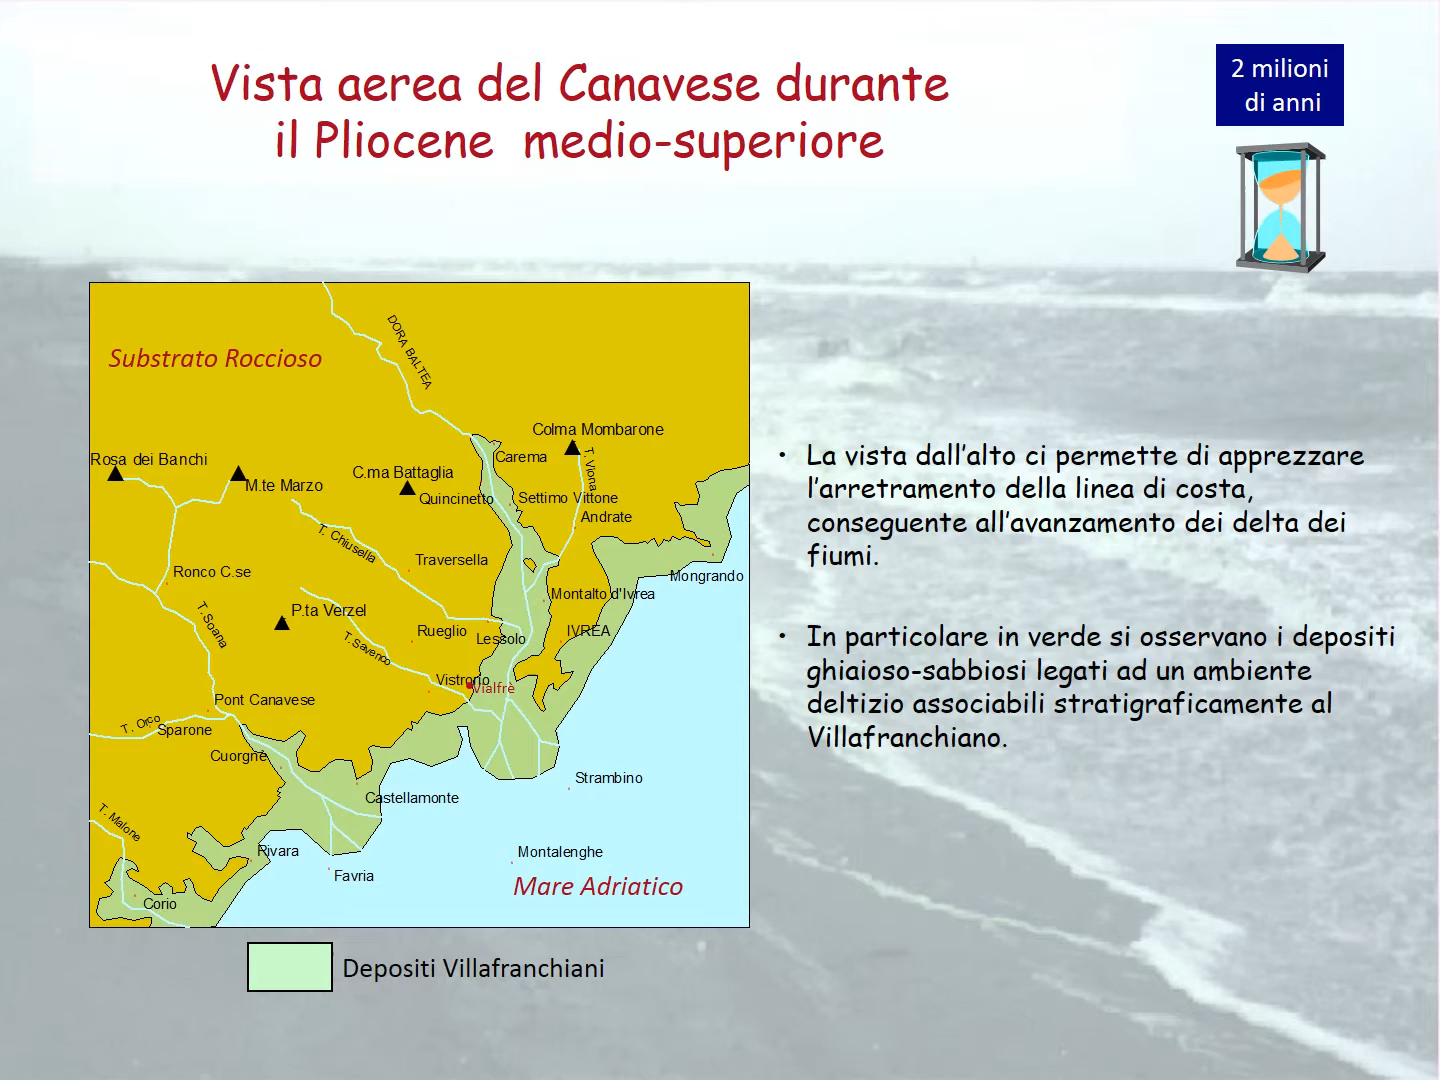 Vista aerea del Canavese durante
il Pliocene medio-superiore
2 milioni
di anni
Substrato Roccioso
DORA BALTEA
Colma Mombarone
Rosa dei Banchi
M.te Marzo
C.ma Battaglia
Carema
T. Viona
Quincinetto
Settimo Vittone
Andrate
T. Chiusella
Traversella
Mongrando
Ronco C.se
Montalto d'Ivrea
P.ta Verzel
T. Soana
Rueglio
Lessolo
IVREA
T.Savenco
Vistrorio
Vialfrè
Pont Canavese
T. Orco
Sparone
Cuorgnè
Strambino
Castellamonte
T. Malone
Rivara
Montalenghe
Favria
Mare Adriatico
Corio
Depositi Villafranchiani
• La vista dall'alto ci permette di apprezzare
l'arretramento della linea di costa,
conseguente all'avanzamento dei delta dei
fiumi.
• In particolare in verde si osservano i depositi
ghiaioso-sabbiosi legati ad un ambiente
deltizio associabili stratigraficamente al
Villafranchiano.